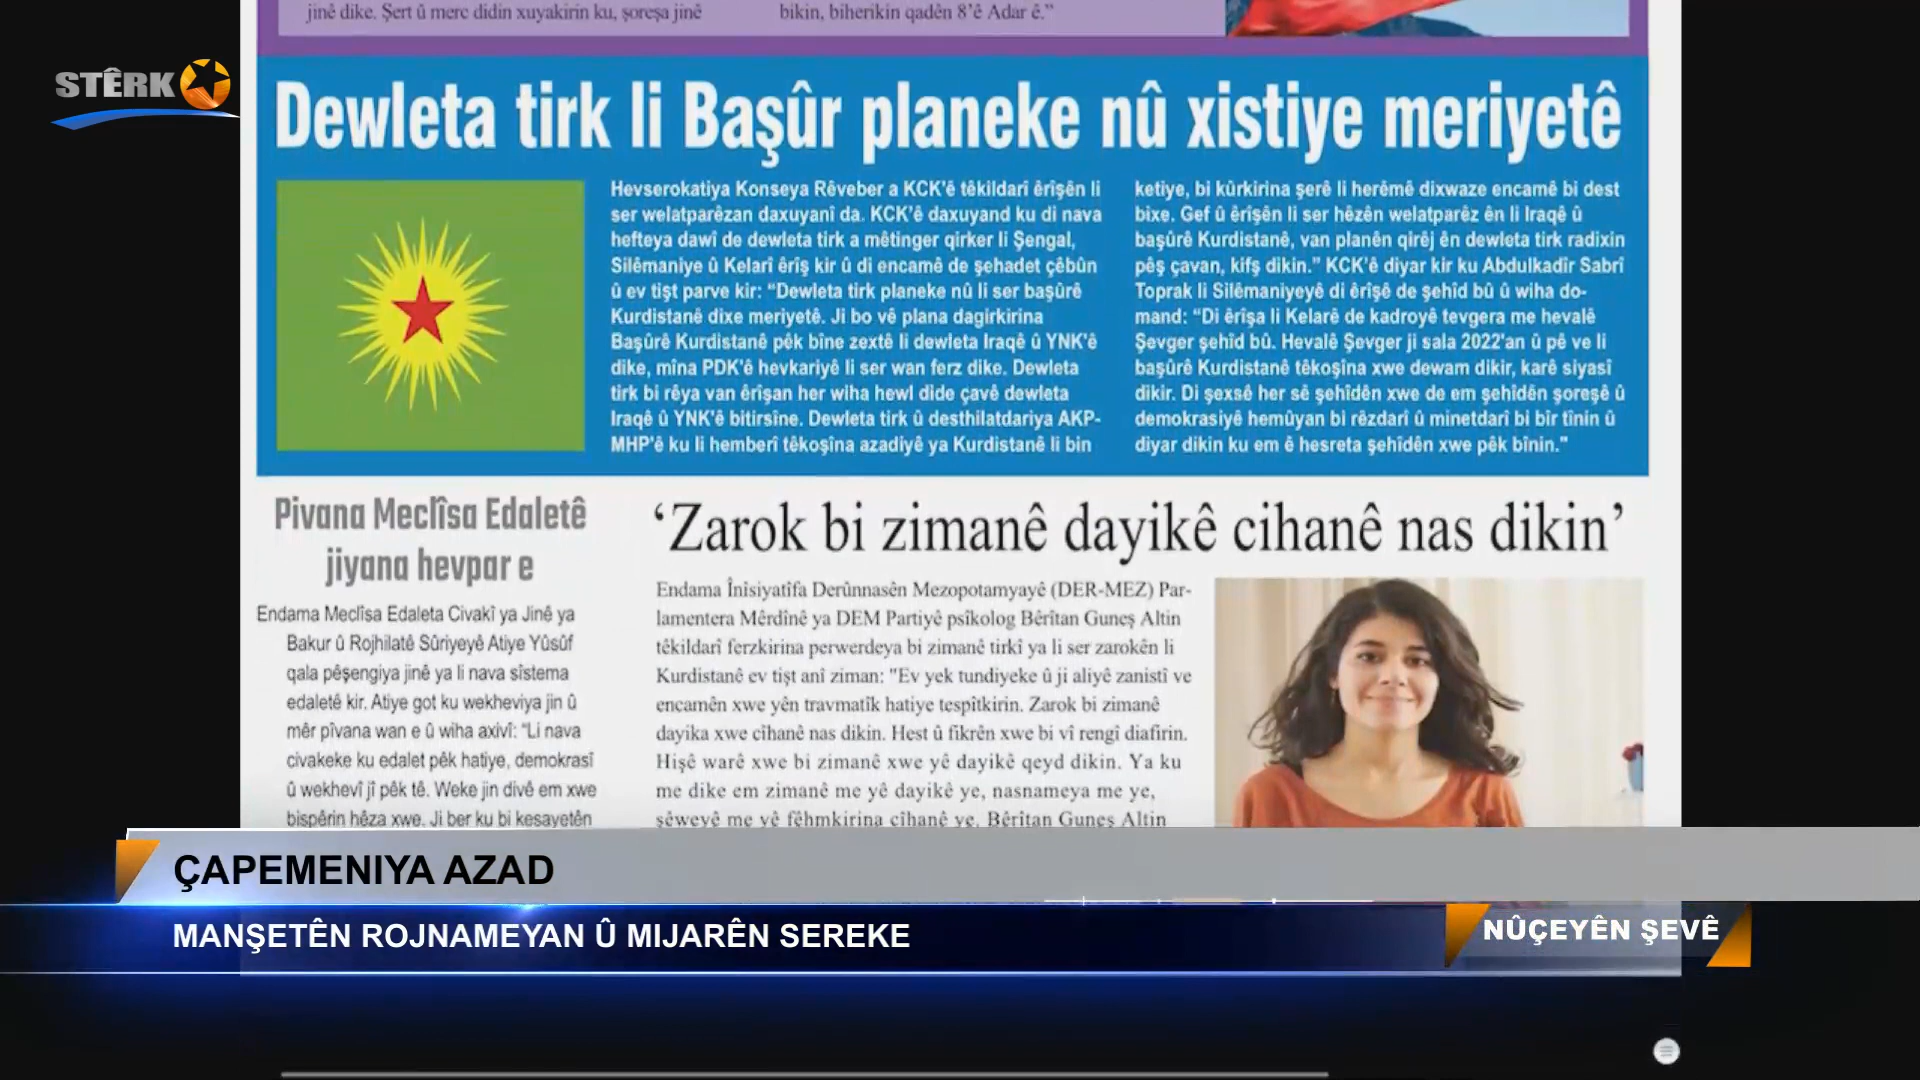 jinê dike. Şert û merc didin xuyakirin ku, şoreşa jinê
bikin, biherikin qadên 8'ê Adar ê."
STÊRK
Dewleta tirk li Başûr planeke nû xistiye meriyetê
Hevserokatiya Konseya Rêveber a KCK'ê têkildarî êrîşên li
ser welatparêzan daxuyanî da. KCK'ê daxuyand ku di nava
hefteya dawî de dewleta tirk a mêtinger qirker li Şengal,
Silêmaniye û Kelarî êrîş kir û di encamê de şehadet çêbûn
û ev tişt parve kir: "Dewleta tirk planeke nû li ser başûrê
Kurdistanê dixe meriyetê. Ji bo vê plana dagirkirina
Başûrê Kurdistanê pêk bîne zextê li dewleta Iraqê û YNK'ê
dike, mîna PDK'ê hevkariyê li ser wan ferz dike. Dewleta
tirk bi rêya van êrîşan her wiha hewl dide çavê dewleta
Iraqê û YNK'ê bitirsîne. Dewleta tirk û desthilatdariya AKP-
MHP'ê ku li hemberî têkoşîna azadiyê ya Kurdistanê li bin
ketiye, bi kûrkirina şerê li herêmê dixwaze encamê bi dest
bixe. Gef û êrîşên li ser hêzên welatparêz ên li Iraqê û
başûrê Kurdistanê, van planên qirêj ên dewleta tirk radixin
pêş çavan, kifş dikin." KCK'ê diyar kir ku Abdulkadîr Sabrî
Toprak li Silêmaniyeyê di êrîşê de şehîd bû û wiha do-
mand: "Di êrîşa li Kelarê de kadroyê tevgera me hevalê
Şevger şehîd bû. Hevalê Şevger ji sala 2022'an û pê ve li
başûrê Kurdistanê têkoşîna xwe dewam dikir, karê siyasî
dikir. Di şexsê her sê şehîdên xwe de em şehîdên şoreşê û
demokrasiyê hemûyan bi rêzdarî û minetdarî bi bîr tînin û
diyar dikin ku em ê hesreta şehîdên xwe pêk bînin."
Pivana Meclîsa Edaletê
jiyana hevpar e
Endama Meclîsa Edaleta Civakî ya Jinê ya
Bakur û Rojhilatê Sûriyeyê Atiye Yûsûf
qala pêşengiya jinê ya li nava sîstema
edaletê kir. Atiye got ku wekheviya jin û
mêr pîvana wan e û wiha axivî: "Li nava
civakeke ku edalet pêk hatiye, demokrasî
û wekhevî jî pêk tê. Weke jin divê em xwe
bispêrin hêza xwe. Ji ber ku bi kesayetên
'Zarok bi zimanê dayikê cihanê nas dikin'
Endama Înîsiyatîfa Derûnnasên Mezopotamyayê (DER-MEZ) Par-
lamentera Mêrdînê ya DEM Partiyê psîkolog Bêrîtan Guneş Altin
têkildarî ferzkirina perwerdeya bi zimanê tirkî ya li ser zarokên li
Kurdistanê ev tişt anî ziman: "Ev yek tundiyeke û ji aliyê zanistî ve
encamên xwe yên travmatîk hatiye tespîtkirin. Zarok bi zimanê
dayika xwe cîhanê nas dikin. Hest û fikrên xwe bi vî rengî diafirin.
Hişê warê xwe bi zimanê xwe yê dayikê qeyd dikin. Ya ku
me dike em zimanê me yê dayikê ye, nasnameya me ye,
şêweyê me yê fêhmkirina cîhanê ye. Bêrîtan Guneş Altin
ÇAPEMENIYA AZAD
MANŞETÊN ROJNAMEYAN Û MIJARÊN SEREKE
NÛÇEYÊN ŞEVÊ